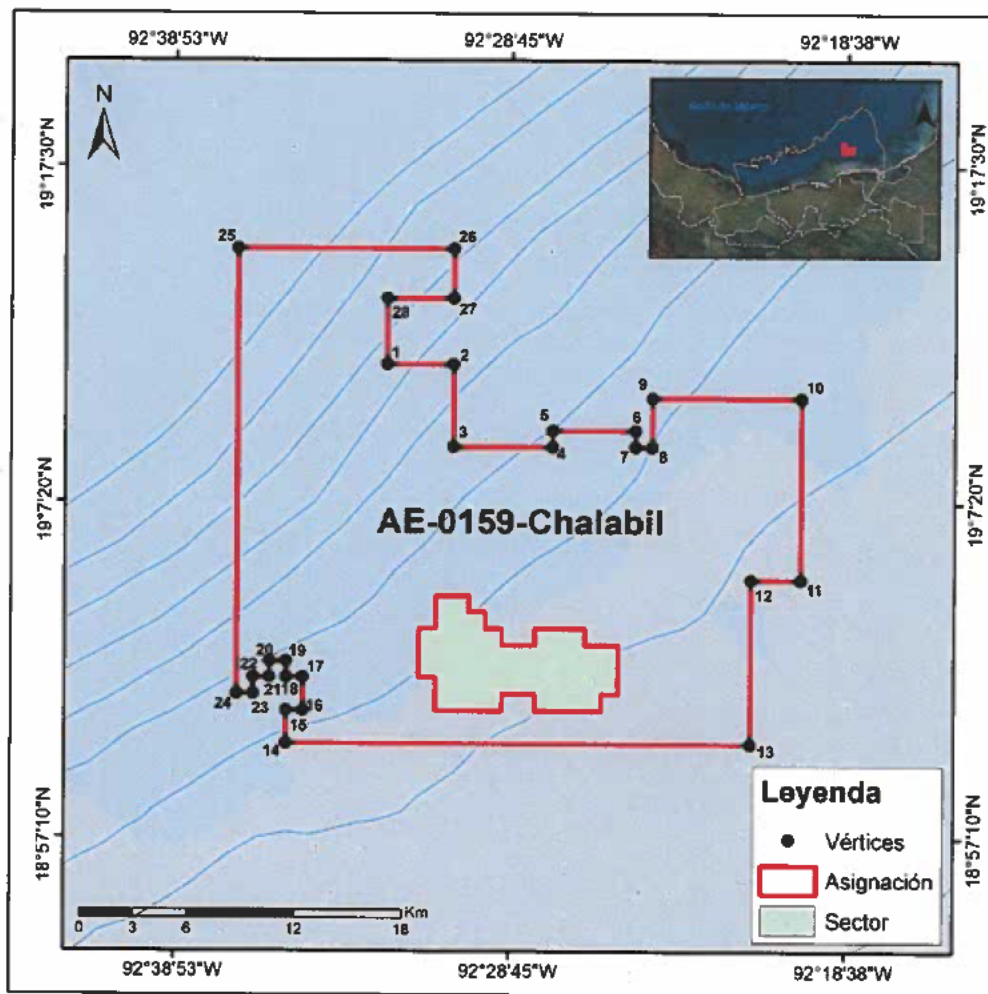 92°38'53"W 92°28'45"W 92°18'38"W
N
19°17'30"N
19°17'30"N
25
26
28
27
1
2
9
10
5
6
3
4
7
8
19°7'20"N
19°7'20"N
AE-0159-Chalabil
12
11
20
19
22
17
24
23
21
18
16
15
14
13
18°57'10"N
18°57'10"N
Leyenda
Vértices
Asignación
Sector
Km
0 3 6 12 18
92°38'53"W 92°28'45"W 92°18'38"W